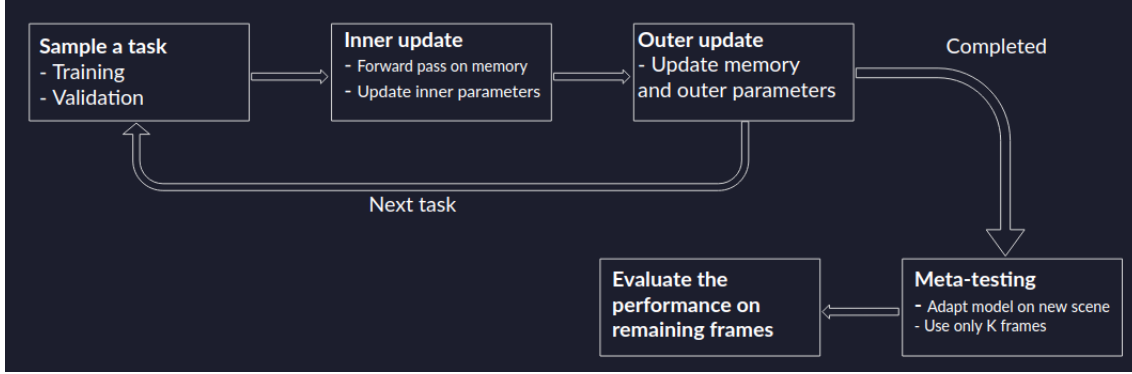 Sample a task
- Training
- Validation
Inner update
- Forward pass on memory
- Update inner parameters
Outer update
- Update memory
and outer parameters
Completed
Next task
Evaluate the
performance on
remaining frames
Meta-testing
- Adapt model on new scene
- Use only K frames